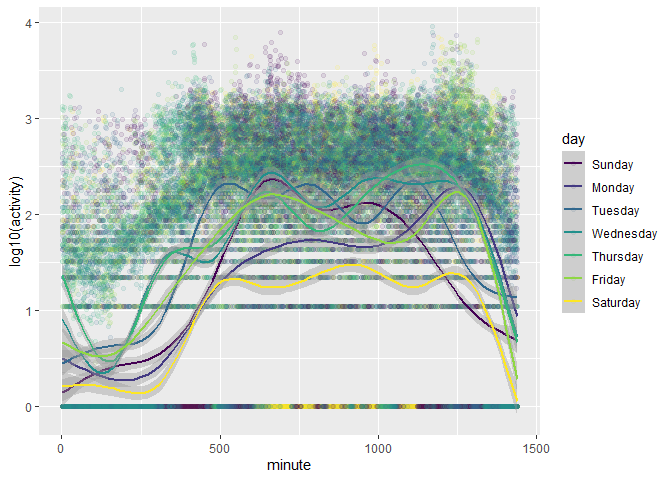 4
3
2
1
0
log10(activity)
0
500
1000
1500
minute
day
Sunday
Monday
Tuesday
Wednesday
Thursday
Friday
Saturday